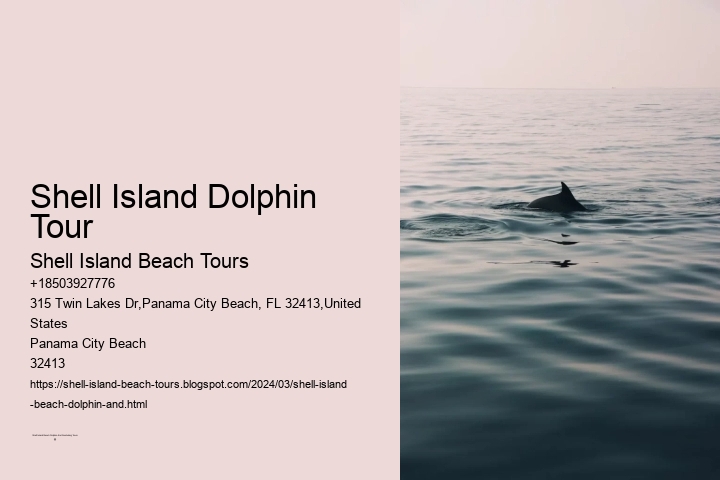 Shell Island Dolphin
Tour
Shell Island Beach Tours
+18503927776
315 Twin Lakes Dr,Panama City Beach, FL 32413,United
States
Panama City Beach
32413
https://shell-island-beach-tours.blogspot.com/2024/03/shell-island
-beach-dolphin-and.html